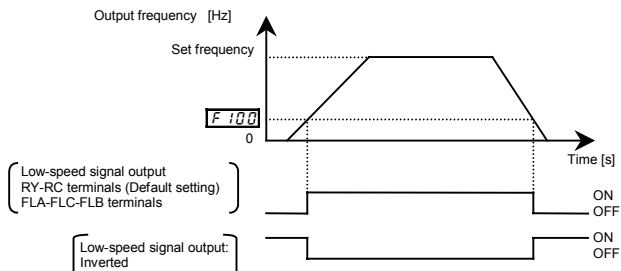 Output frequency [Hz]
Set frequency
F 100
0
Time [s]
Low-speed signal output
RY-RC terminals (Default setting)
FLA-FLC-FLB terminals
ON
OFF
Low-speed signal output:
Inverted
ON
OFF